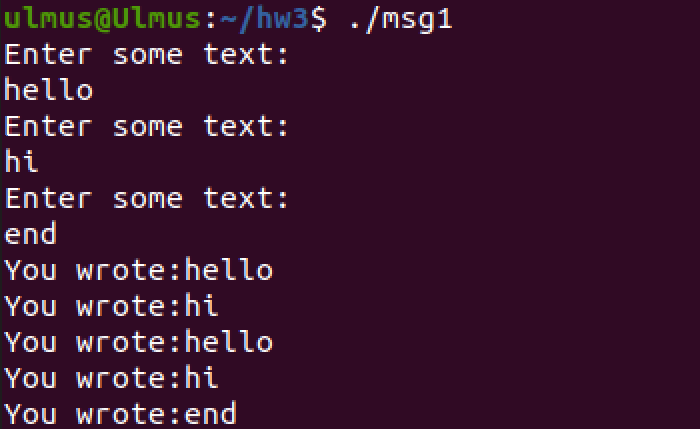 ulmus@Ulmus:~/hw3$ ./msg1
Enter some text:
hello
Enter some text:
hi
Enter some text:
end
You wrote:hello
You wrote:hi
You wrote:hello
You wrote:hi
You wrote:end